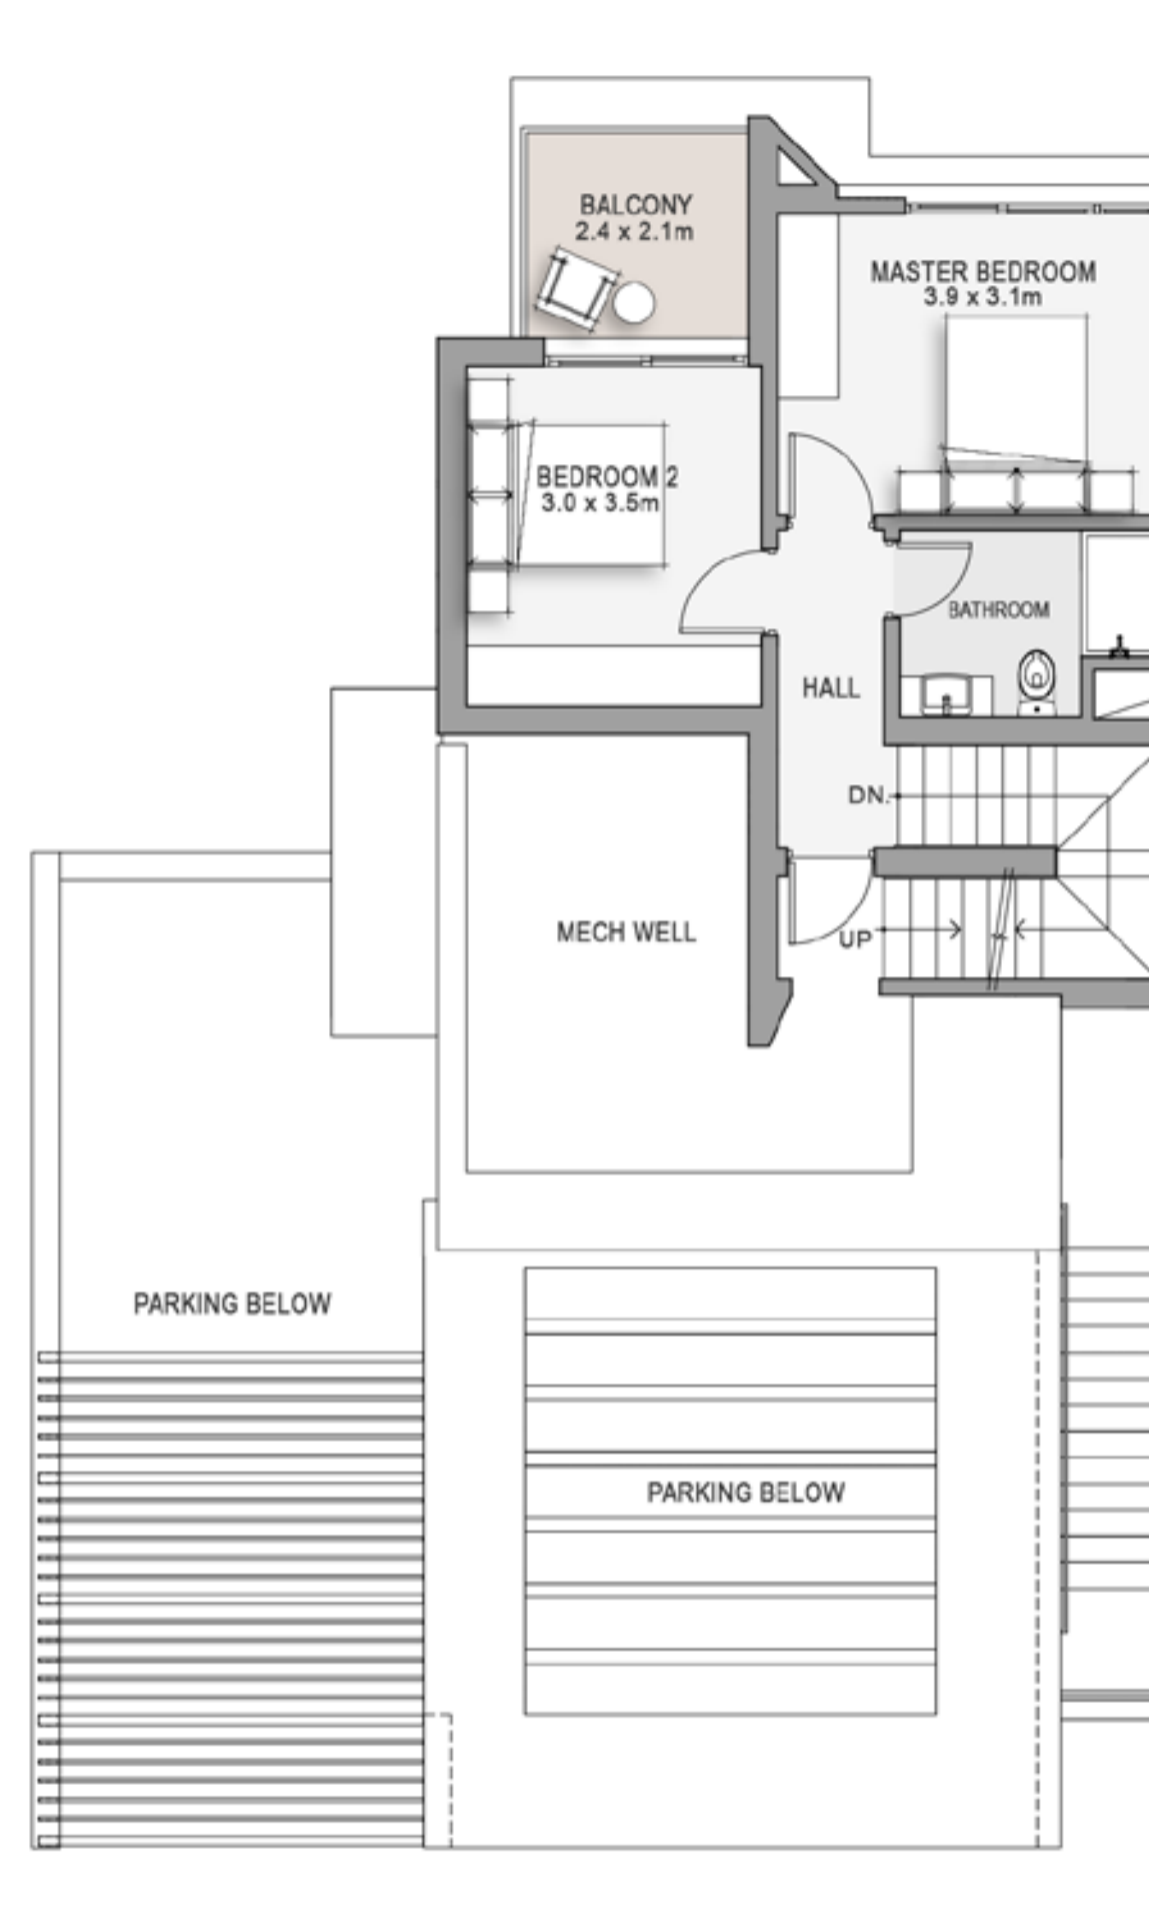 BALCONY
2.4 x 2.1m
MASTER BEDROOM
3.9 x 3.1m
BEDROOM 2
3.0 x 3.5m
BATHROOM
HALL
DN.
MECH WELL
UP
PARKING BELOW
PARKING BELOW